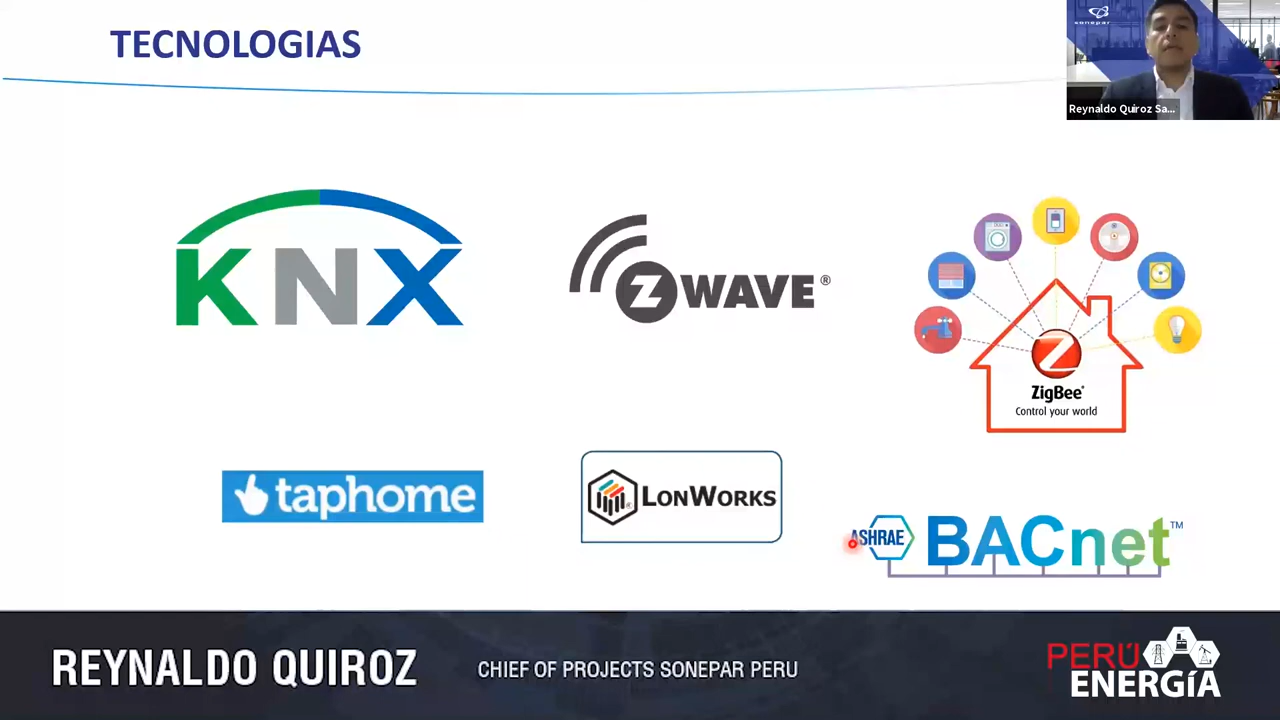 TECNOLOGIAS
sonepar
Reynaldo Quiroz Sa...
KNX
Z WAVE®
Z
ZigBee®
Control your world
taphome
LONWORKS
ASHRAE BACnet™
REYNALDO QUIROZ
CHIEF OF PROJECTS SONEPAR PERU
PERÚ
ENERGÍA